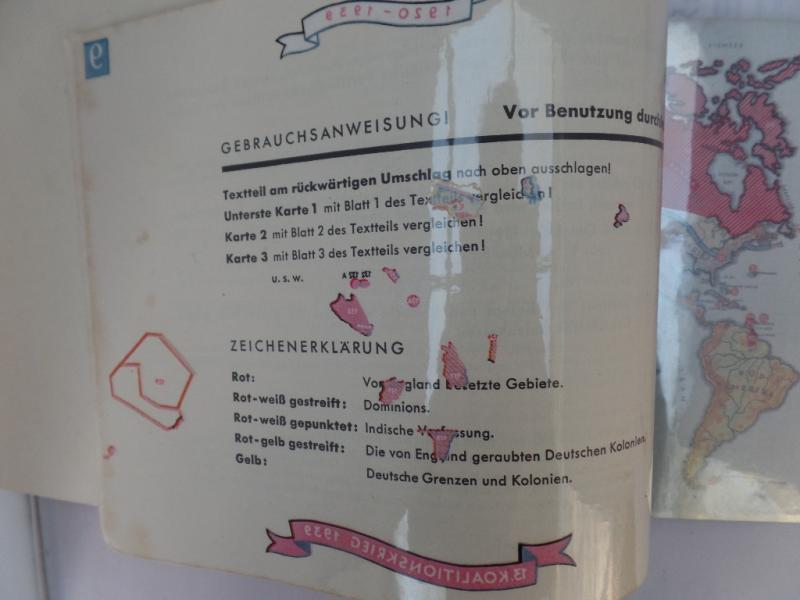 1920 - 1939
9
GEBRAUCHSANWEISUNG! Vor Benutzung
Textteil am rückwärtigen Umschlag nach oben ausschlagen!
Unterste Karte 1 mit Blatt 1 des Textteils vergleichen!
Karte 2 mit Blatt 2 des Textteils vergleichen!
Karte 3 mit Blatt 3 des Textteils vergleichen!
u. s. w.
ZEICHENERKLÄRUNG
Rot: Von England besetzte Gebiete.
Rot-weiß gestreift: Dominions.
Rot-weiß gepunktet: Indische Verfassung.
Rot-gelb gestreift: Die von England geraubten Deutschen Kolonien.
Gelb: Deutsche Grenzen und Kolonien.
13. KOALITIONSKRIEG 1939